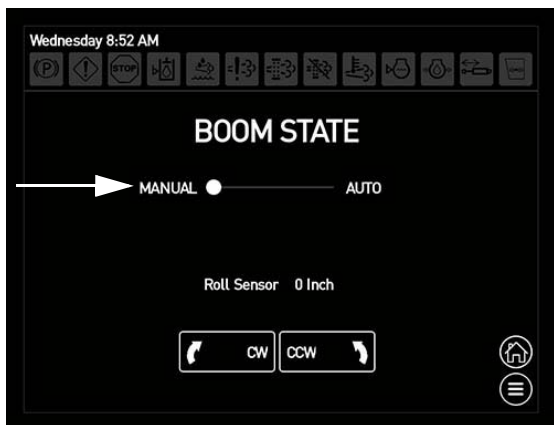 Wednesday 8:52 AM
(P) STOP
BOOM STATE
MANUAL AUTO
Roll Sensor 0 Inch
CW CCW